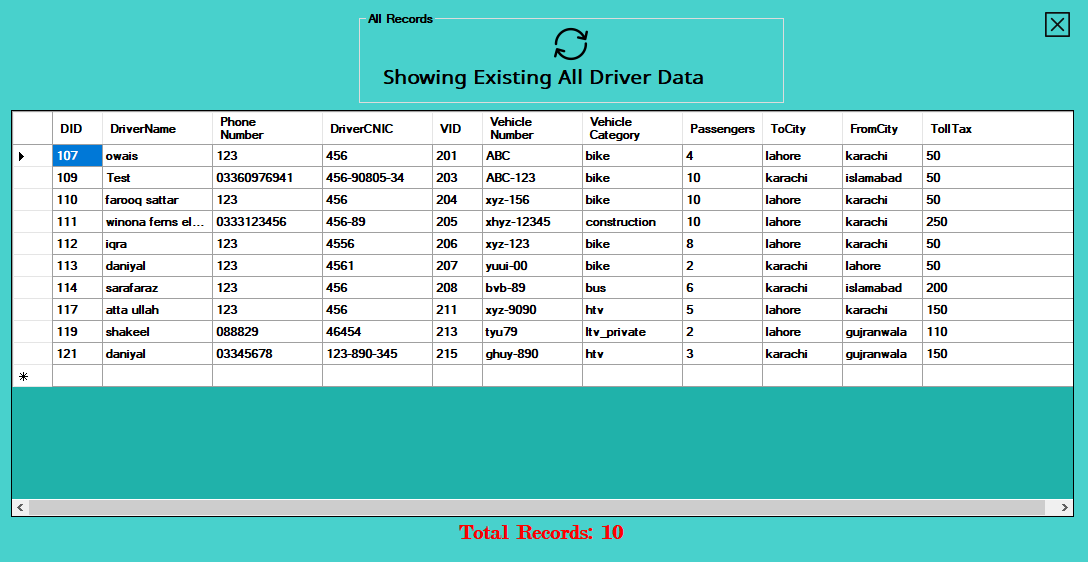 All Records
Showing Existing All Driver Data
DID DriverName Phone Number DriverCNIC VID Vehicle Number Vehicle Category Passengers ToCity FromCity TollTax
107 owais 123 456 201 ABC bike 4 lahore karachi 50
109 Test 03360976941 456-90805-34 203 ABC-123 bike 10 karachi islamabad 50
110 farooq sattar 123 456 204 xyz-156 bike 10 lahore karachi 50
111 winona ferns el... 0333123456 456-89 205 xhyz-12345 construction 10 lahore karachi 250
112 iqra 123 4556 206 xyz-123 bike 8 lahore karachi 50
113 daniyal 123 4561 207 yuui-00 bike 2 karachi lahore 50
114 sarafaraz 123 456 208 bvb-89 bus 6 karachi islamabad 200
117 atta ullah 123 456 211 xyz-9090 htv 5 lahore karachi 150
119 shakeel 088829 46454 213 tyu79 ltv_private 2 lahore gujranwala 110
121 daniyal 03345678 123-890-345 215 ghuy-890 htv 3 karachi gujranwala 150
Total Records: 10